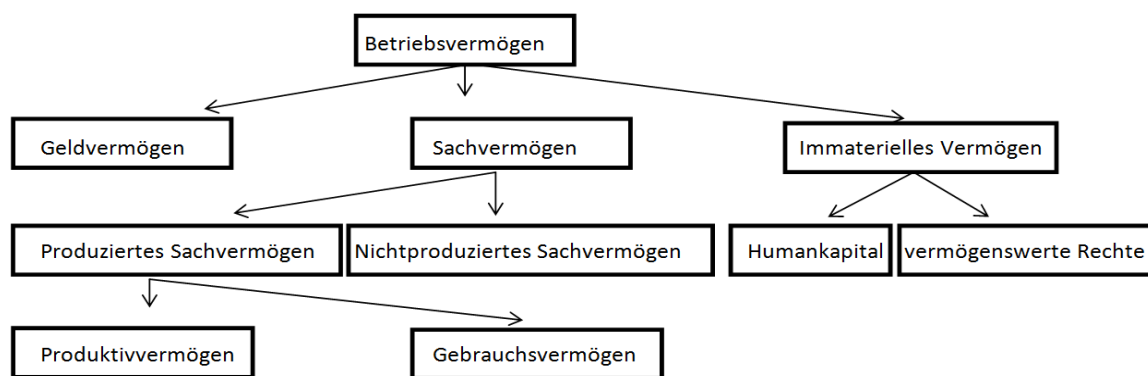 Betriebsvermögen
Geldvermögen
Sachvermögen
Immaterielles Vermögen
Produziertes Sachvermögen
Nichtproduziertes Sachvermögen
Humankapital
vermögenswerte Rechte
Produktivvermögen
Gebrauchsvermögen